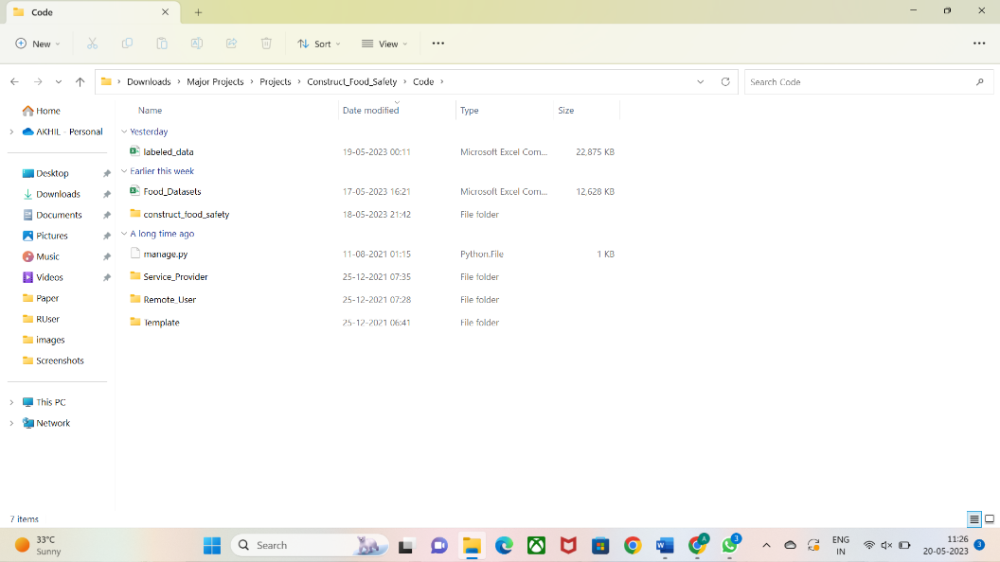 Code
New
Sort
View
Downloads > Major Projects > Projects > Construct_Food_Safety > Code >
Search Code
Home
AKHIL - Personal
Desktop
Downloads
Documents
Pictures
Music
Videos
Paper
RUser
images
Screenshots
This PC
Network
Name Date modified Type Size
Yesterday
labeled_data 19-05-2023 00:11 Microsoft Excel Com... 22,875 KB
Earlier this week
Food_Datasets 17-05-2023 16:21 Microsoft Excel Com... 12,628 KB
construct_food_safety 18-05-2023 21:42 File folder
A long time ago
manage.py 11-08-2021 01:15 Python.File 1 KB
Service_Provider 25-12-2021 07:35 File folder
Remote_User 25-12-2021 07:28 File folder
Template 25-12-2021 06:41 File folder
7 items
33°C
Sunny
Search
W
A
3
ENG
IN
11:26
20-05-2023
3